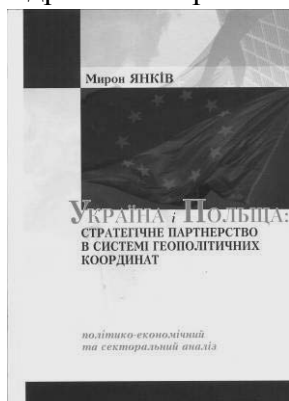 Мирон ЯНКІВ
УКРАЇНА і ПОЛЬЩА:
СТРАТЕГІЧНЕ ПАРТНЕРСТВО
В СИСТЕМІ ГЕОПОЛІТИЧНИХ
КООРДИНАТ
політико-економічний
та секторальний аналіз